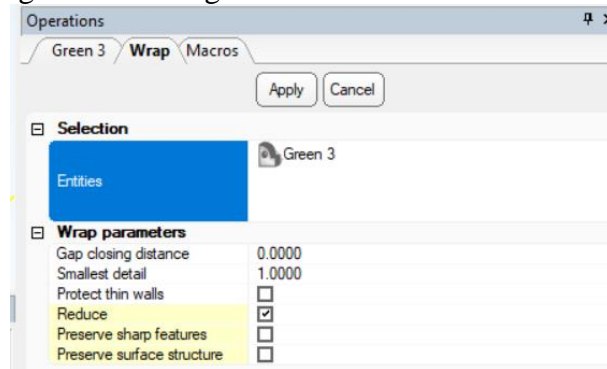 Operations
Green 3 Wrap Macros
Apply Cancel
Selection
Entities Green 3
Wrap parameters
Gap closing distance 0.0000
Smallest detail 1.0000
Protect thin walls
Reduce
Preserve sharp features
Preserve surface structure